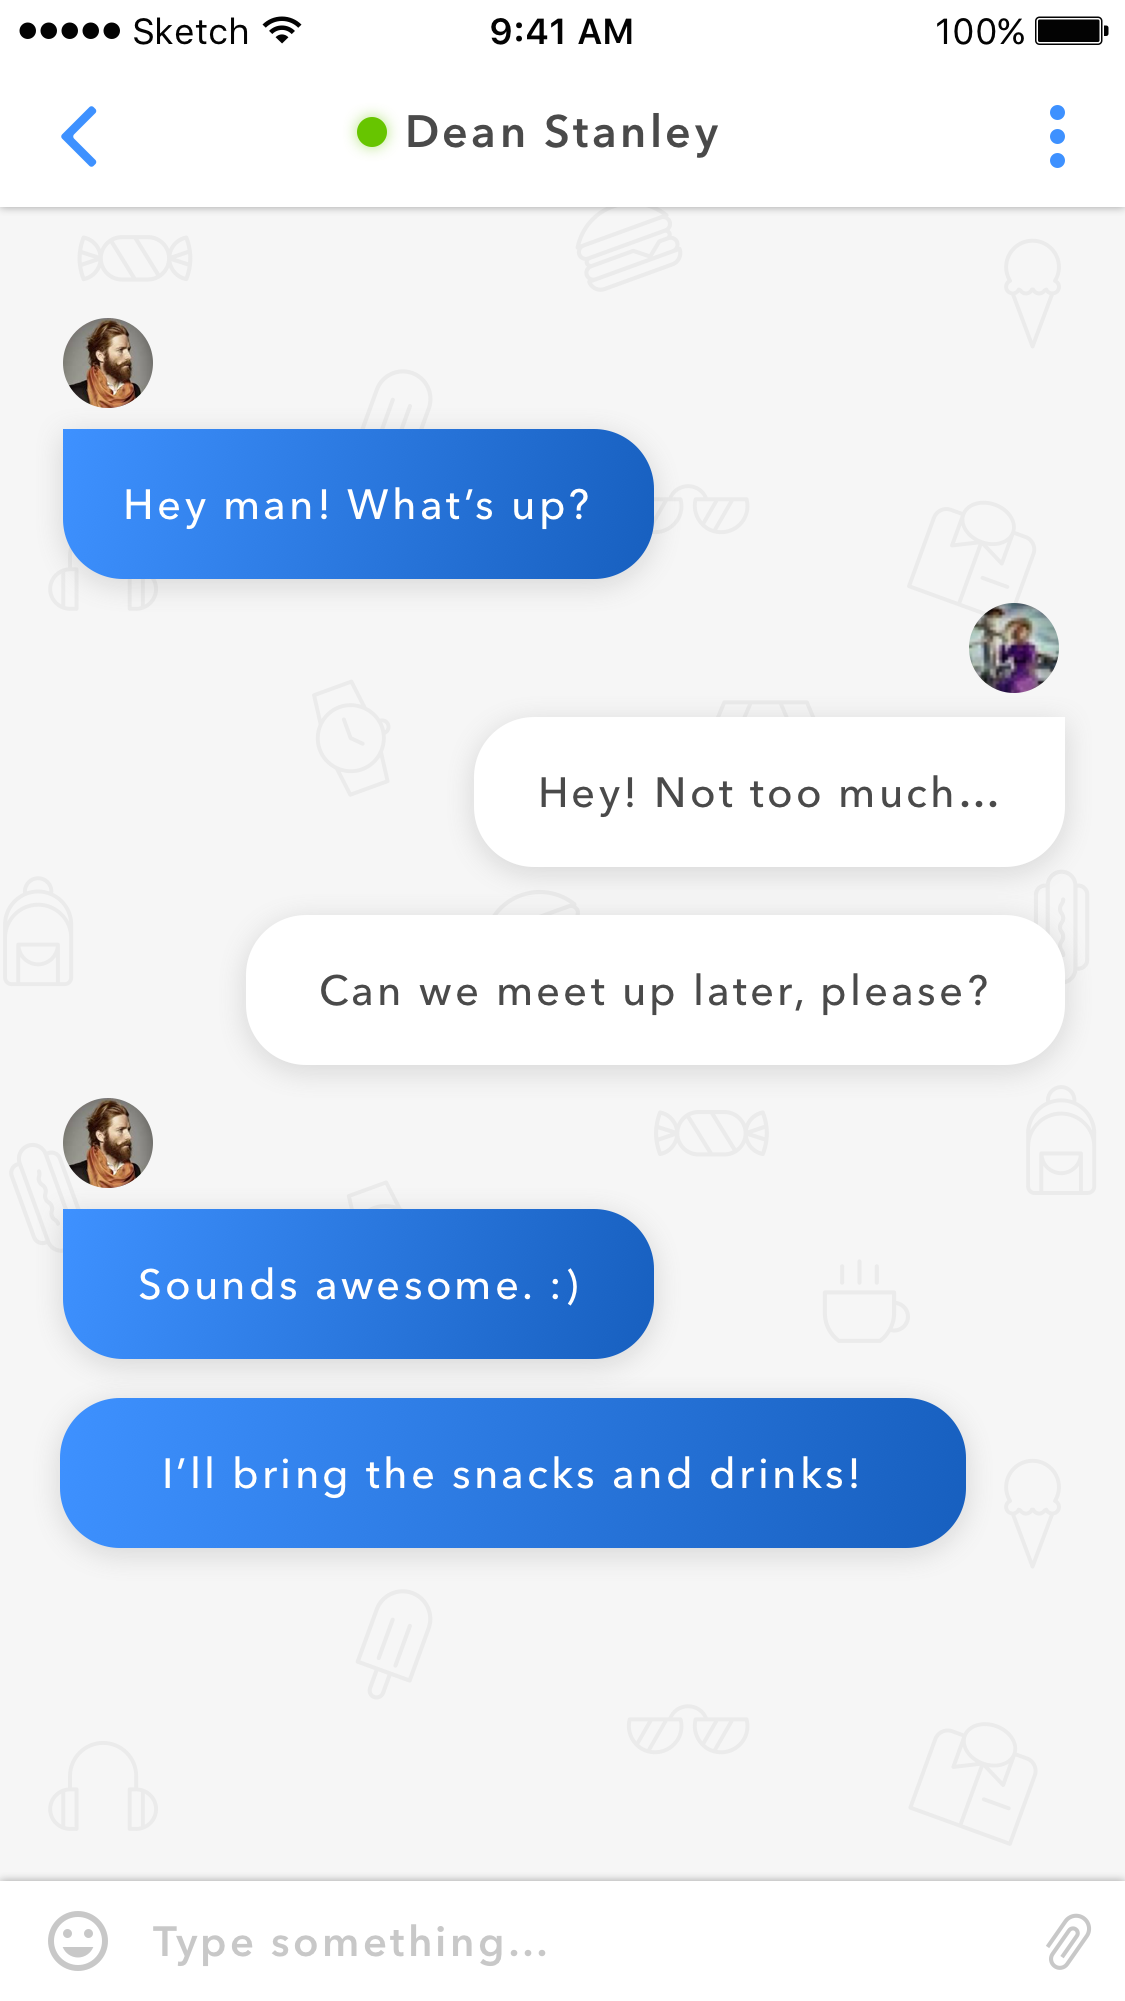 Sketch 9:41 AM 100%
Dean Stanley
Hey man! What’s up?
Hey! Not too much...
Can we meet up later, please?
Sounds awesome. :)
I’ll bring the snacks and drinks!
Type something...